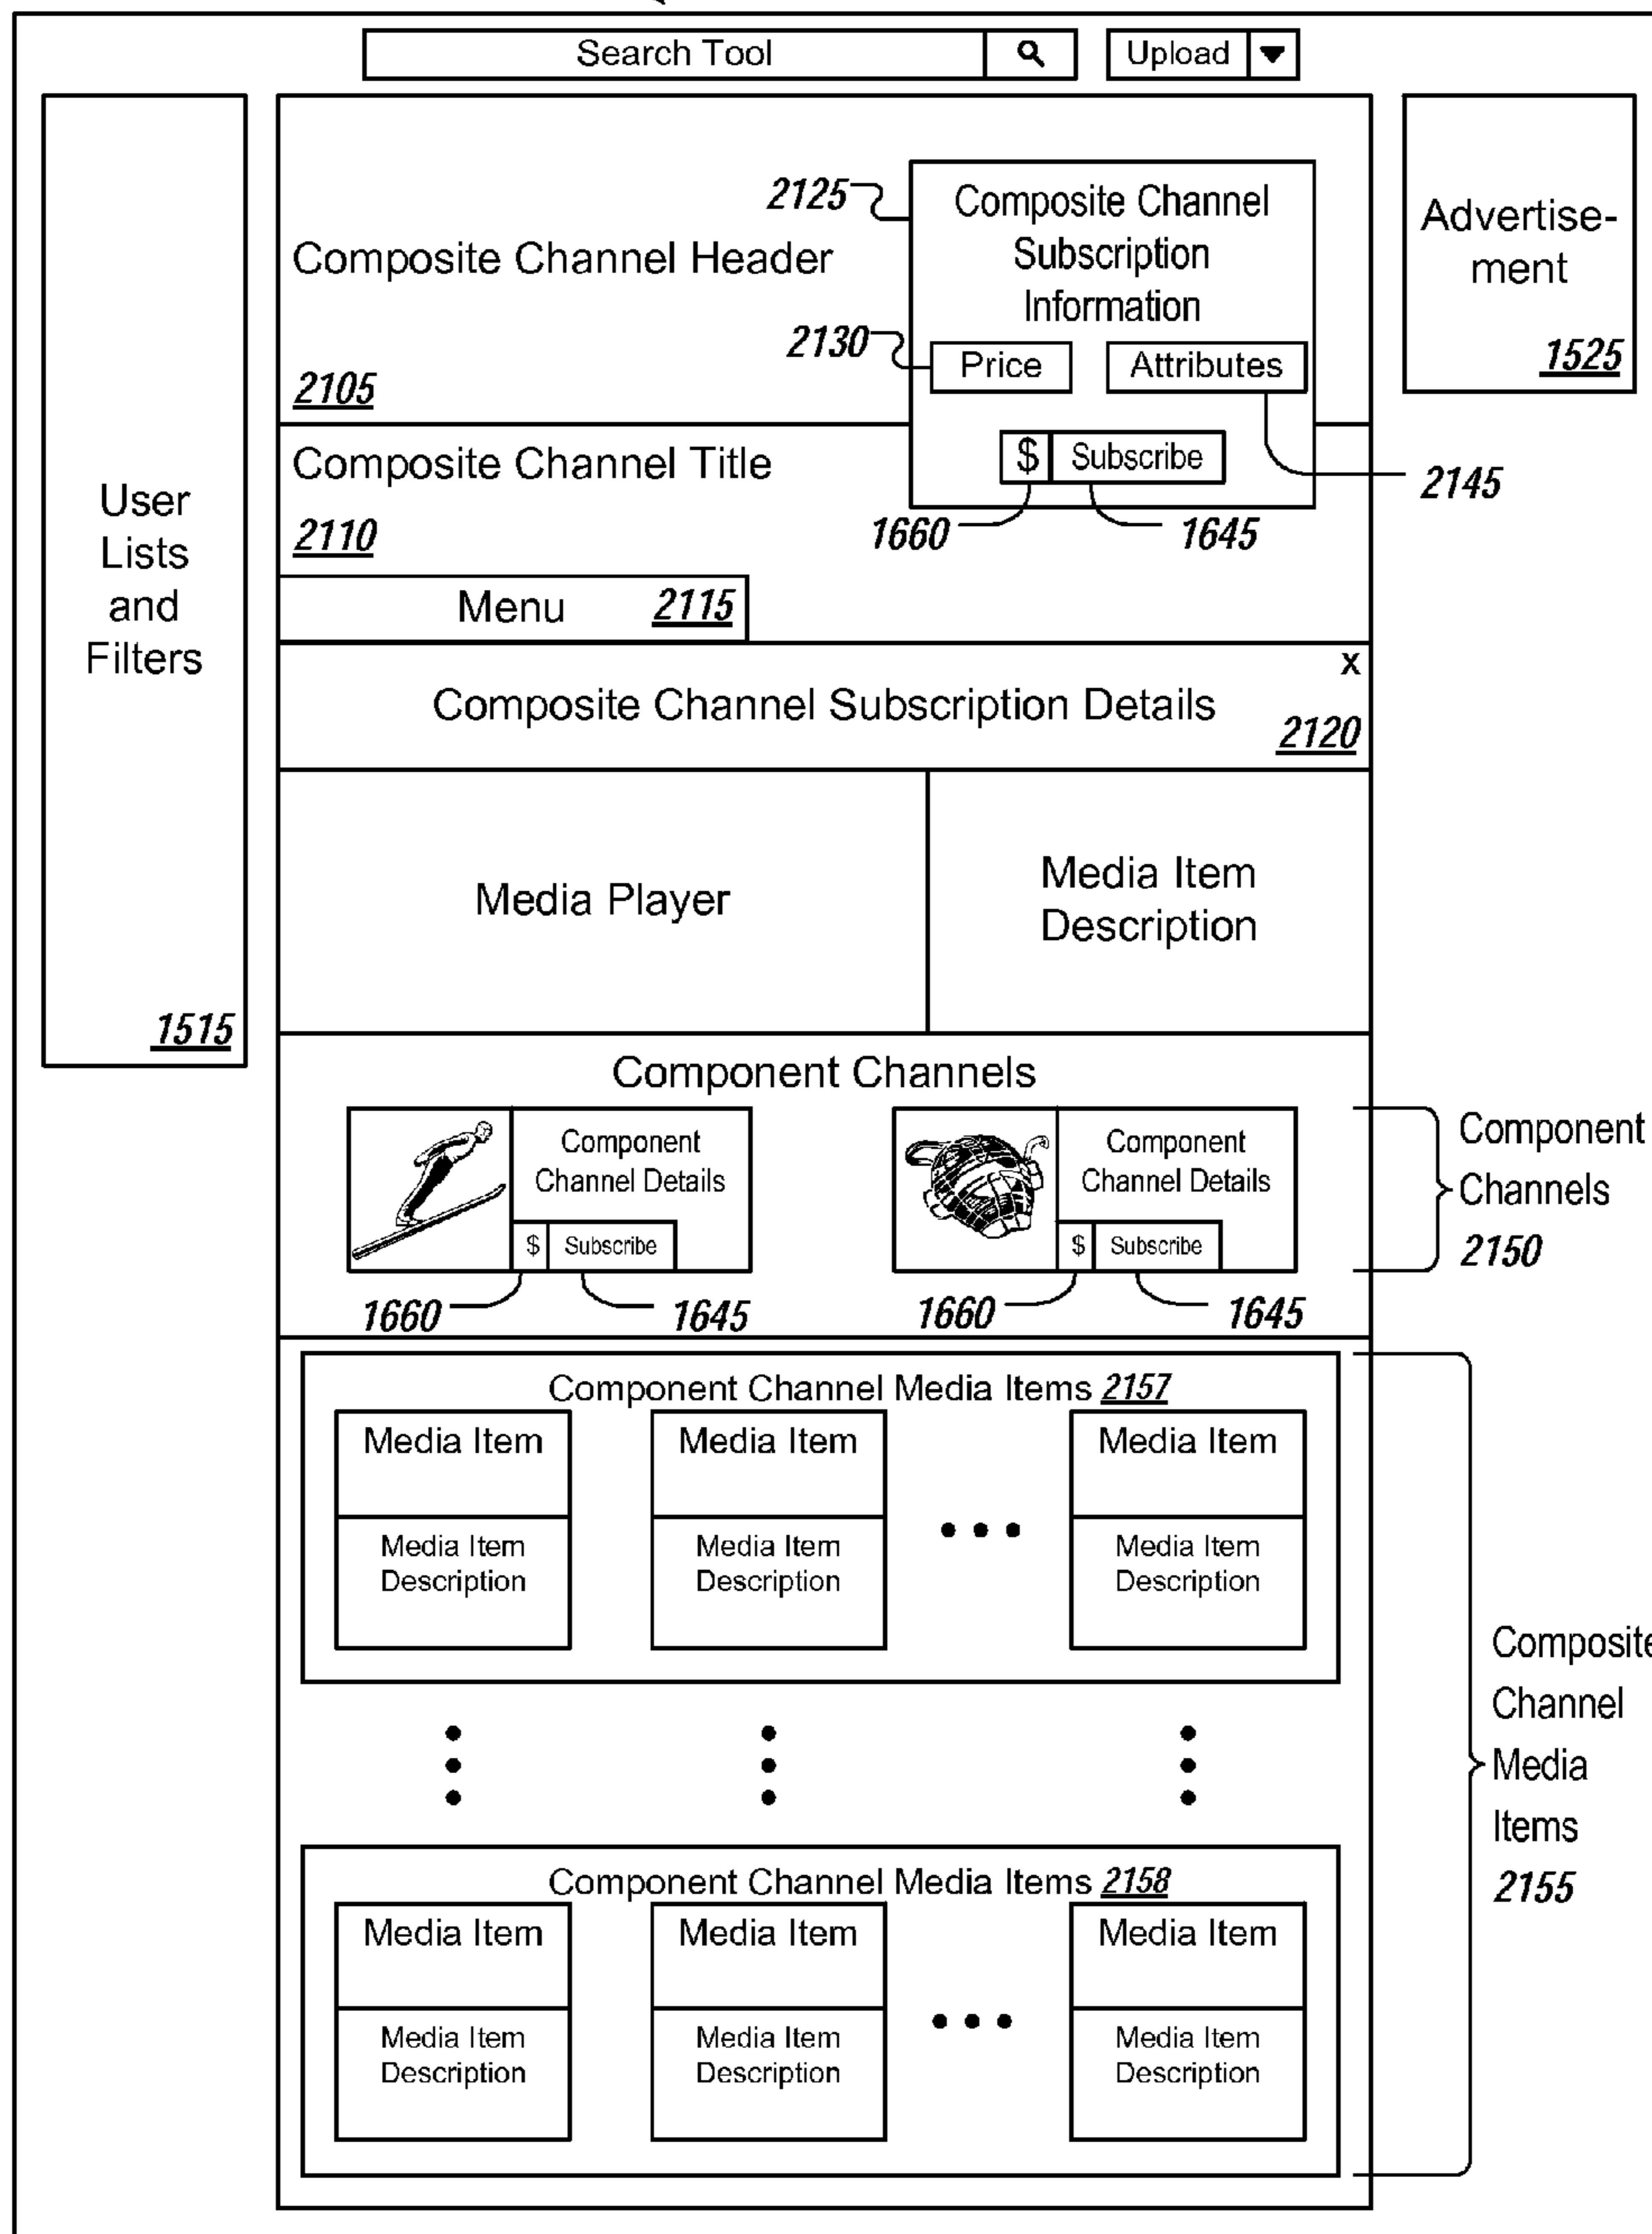 Search Tool
Upload
User
Lists
and
Filters
1515
Composite Channel Header
2105
2125
Composite Channel
Subscription
Information
2130
Price
Attributes
$
Subscribe
1660
1645
2145
Advertise-
ment
1525
Composite Channel Title
2110
Menu 2115
x
Composite Channel Subscription Details
2120
Media Player
Media Item
Description
Component Channels
Component
Channel Details
$
Subscribe
1660
1645
Component
Channel Details
$
Subscribe
1660
1645
Component
Channels
2150
Component Channel Media Items 2157
Media Item
Media Item
Description
Media Item
Media Item
Description
Media Item
Media Item
Description
Composite
Channel
Media
Items
2155
Component Channel Media Items 2158
Media Item
Media Item
Description
Media Item
Media Item
Description
Media Item
Media Item
Description